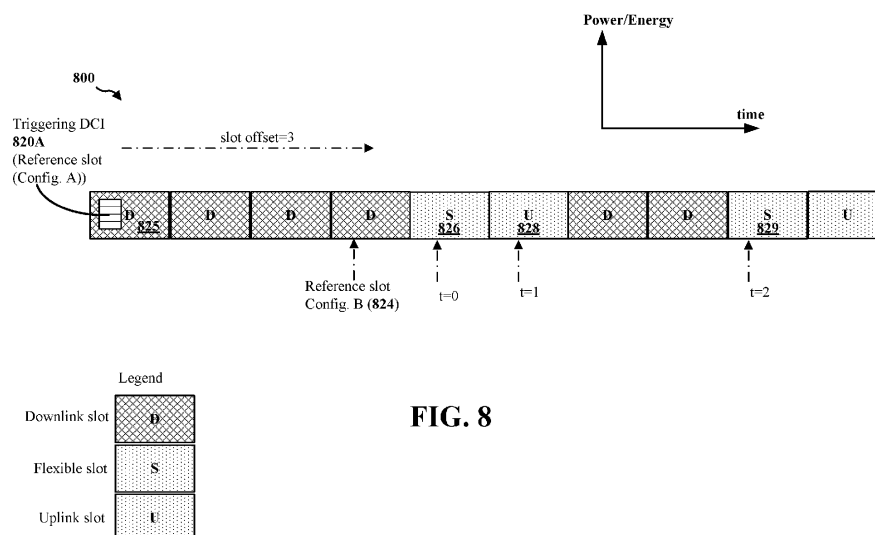 Power/Energy
800
time
Triggering DCI
820A
(Reference slot
(Config. A))
slot offset=3
D 825 D D D S 826 U 828 D D S 829 U
Reference slot
Config. B (824)
t=0
t=1
t=2
Legend
Downlink slot D
Flexible slot S
Uplink slot U
FIG. 8